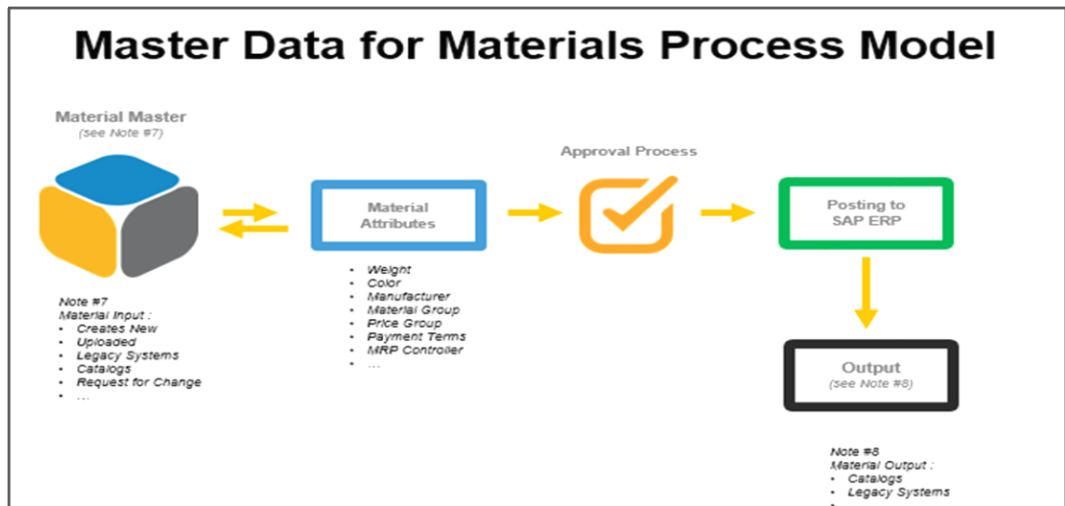 Master Data for Materials Process Model
Material Master
(see Note #7)
Approval Process
Material
Attributes
Posting to
SAP ERP
• Weight
• Color
• Manufacturer
• Material Group
• Price Group
• Payment Terms
• MRP Controller
• ...
Note #7
Material Input :
• Creates New
• Uploaded
• Legacy Systems
• Catalogs
• Request for Change
• ...
Output
(see Note #8)
Note #8
Material Output :
• Catalogs
• Legacy Systems